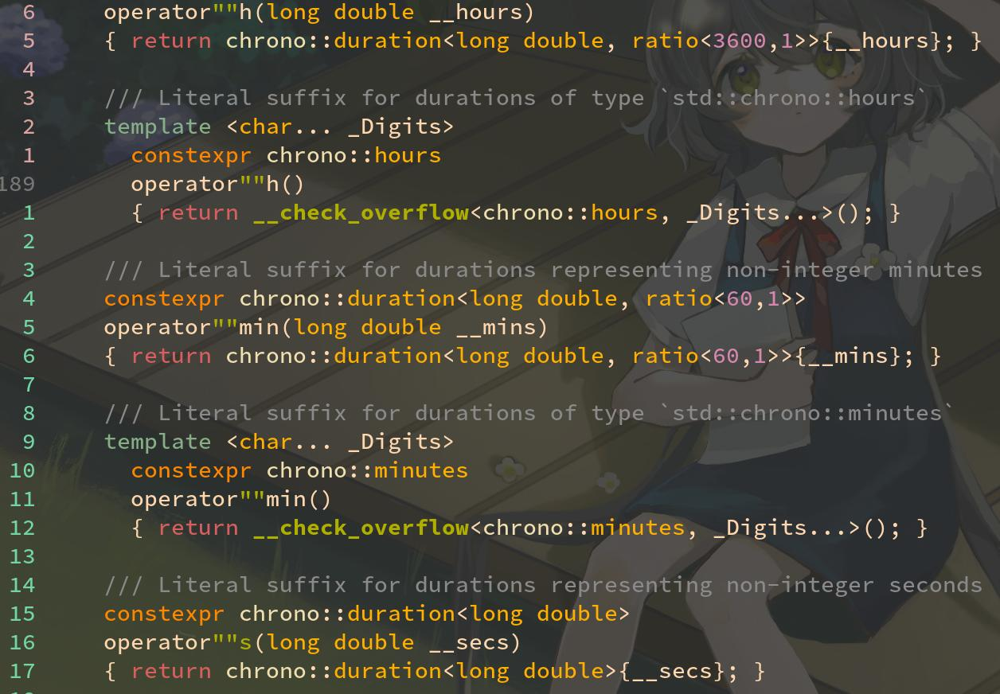 6 operator""h(long double __hours)
5 { return chrono::duration<long double, ratio<3600,1>>{__hours}; }
4
3 /// Literal suffix for durations of type `std::chrono::hours`
2 template <char... _Digits>
1 constexpr chrono::hours
189 operator""h()
1 { return __check_overflow<chrono::hours, _Digits...>(); }
2
3 /// Literal suffix for durations representing non-integer minutes
4 constexpr chrono::duration<long double, ratio<60,1>>
5 operator""min(long double __mins)
6 { return chrono::duration<long double, ratio<60,1>>{__mins}; }
7
8 /// Literal suffix for durations of type `std::chrono::minutes`
9 template <char... _Digits>
10 constexpr chrono::minutes
11 operator""min()
12 { return __check_overflow<chrono::minutes, _Digits...>(); }
13
14 /// Literal suffix for durations representing non-integer seconds
15 constexpr chrono::duration<long double>
16 operator""s(long double __secs)
17 { return chrono::duration<long double>{__secs}; }